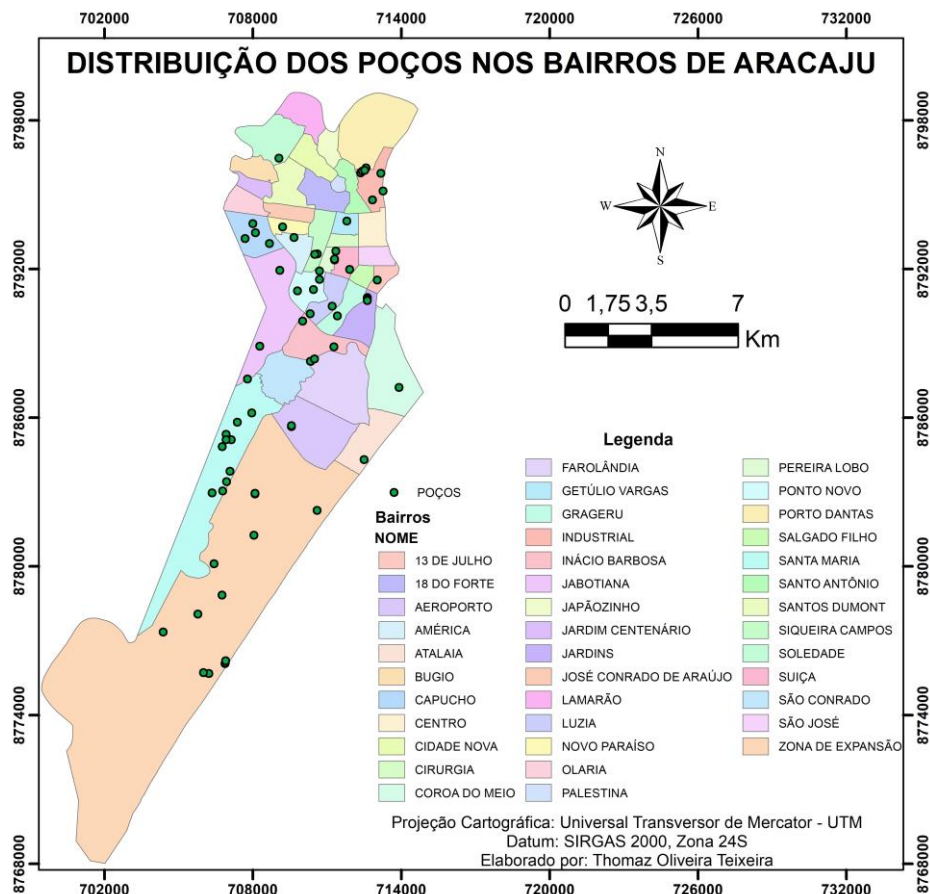 702000 708000 714000 720000 726000 732000
DISTRIBUIÇÃO DOS POÇOS NOS BAIRROS DE ARACAJU
8798000 8798000
N
W E
S
8792000 8792000
0 1,75 3,5 7
Km
8786000 8786000
Legenda
POÇOS
Bairros
NOME
13 DE JULHO
18 DO FORTE
AEROPORTO
AMÉRICA
ATALAIA
BUGIO
CAPUCHO
CENTRO
CIDADE NOVA
CIRURGIA
COROA DO MEIO
FAROLÂNDIA
GETÚLIO VARGAS
GRAGERU
INDUSTRIAL
INÁCIO BARBOSA
JABOTIANA
JAPÃOZINHO
JARDIM CENTENÁRIO
JARDINS
JOSÉ CONRADO DE ARAÚJO
LAMARÃO
LUZIA
NOVO PARAÍSO
OLARIA
PALESTINA
PEREIRA LOBO
PONTO NOVO
PORTO DANTAS
SALGADO FILHO
SANTA MARIA
SANTO ANTÔNIO
SANTOS DUMONT
SIQUEIRA CAMPOS
SOLEDADE
SUIÇA
SÃO CONRADO
SÃO JOSÉ
ZONA DE EXPANSÃO
8780000 8780000
8774000 8774000
Projeção Cartográfica: Universal Transversor de Mercator - UTM
Datum: SIRGAS 2000, Zona 24S
Elaborado por: Thomaz Oliveira Teixeira
8768000 8768000
702000 708000 714000 720000 726000 732000